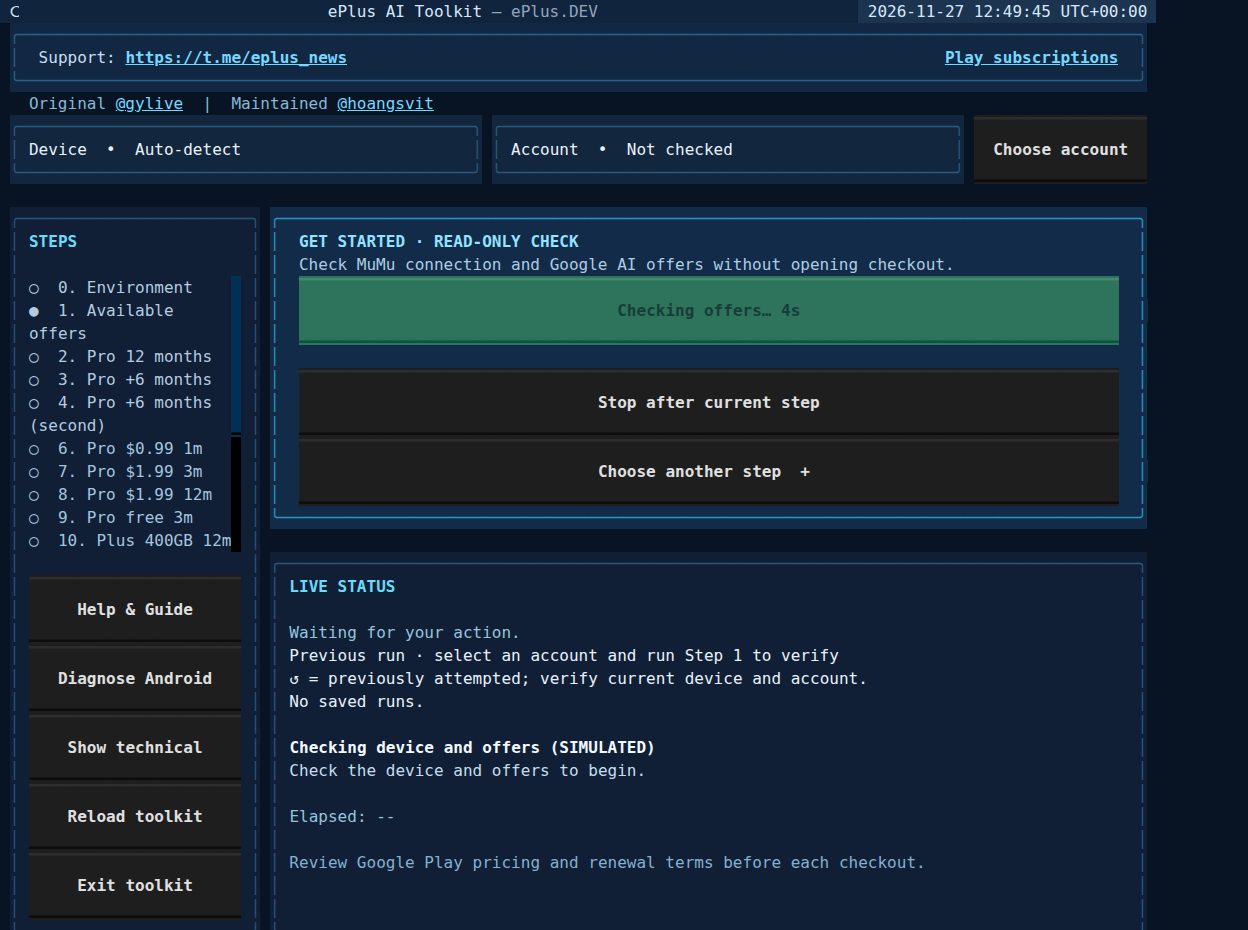 C
ePlus AI Toolkit — ePlus.DEV
2026-11-27 12:49:45 UTC+00:00
Support: https://t.me/eplus_news
Play subscriptions
Original @gylive | Maintained @hoangsvit
Device • Auto-detect
Account • Not checked
Choose account
STEPS
○ 0. Environment
● 1. Available
offers
○ 2. Pro 12 months
○ 3. Pro +6 months
○ 4. Pro +6 months
(second)
○ 6. Pro $0.99 1m
○ 7. Pro $1.99 3m
○ 8. Pro $1.99 12m
○ 9. Pro free 3m
○ 10. Plus 400GB 12m
Help & Guide
Diagnose Android
Show technical
Reload toolkit
Exit toolkit
GET STARTED · READ-ONLY CHECK
Check MuMu connection and Google AI offers without opening checkout.
Checking offers… 4s
Stop after current step
Choose another step +
LIVE STATUS
Waiting for your action.
Previous run · select an account and run Step 1 to verify
↺ = previously attempted; verify current device and account.
No saved runs.
Checking device and offers (SIMULATED)
Check the device and offers to begin.
Elapsed: --
Review Google Play pricing and renewal terms before each checkout.